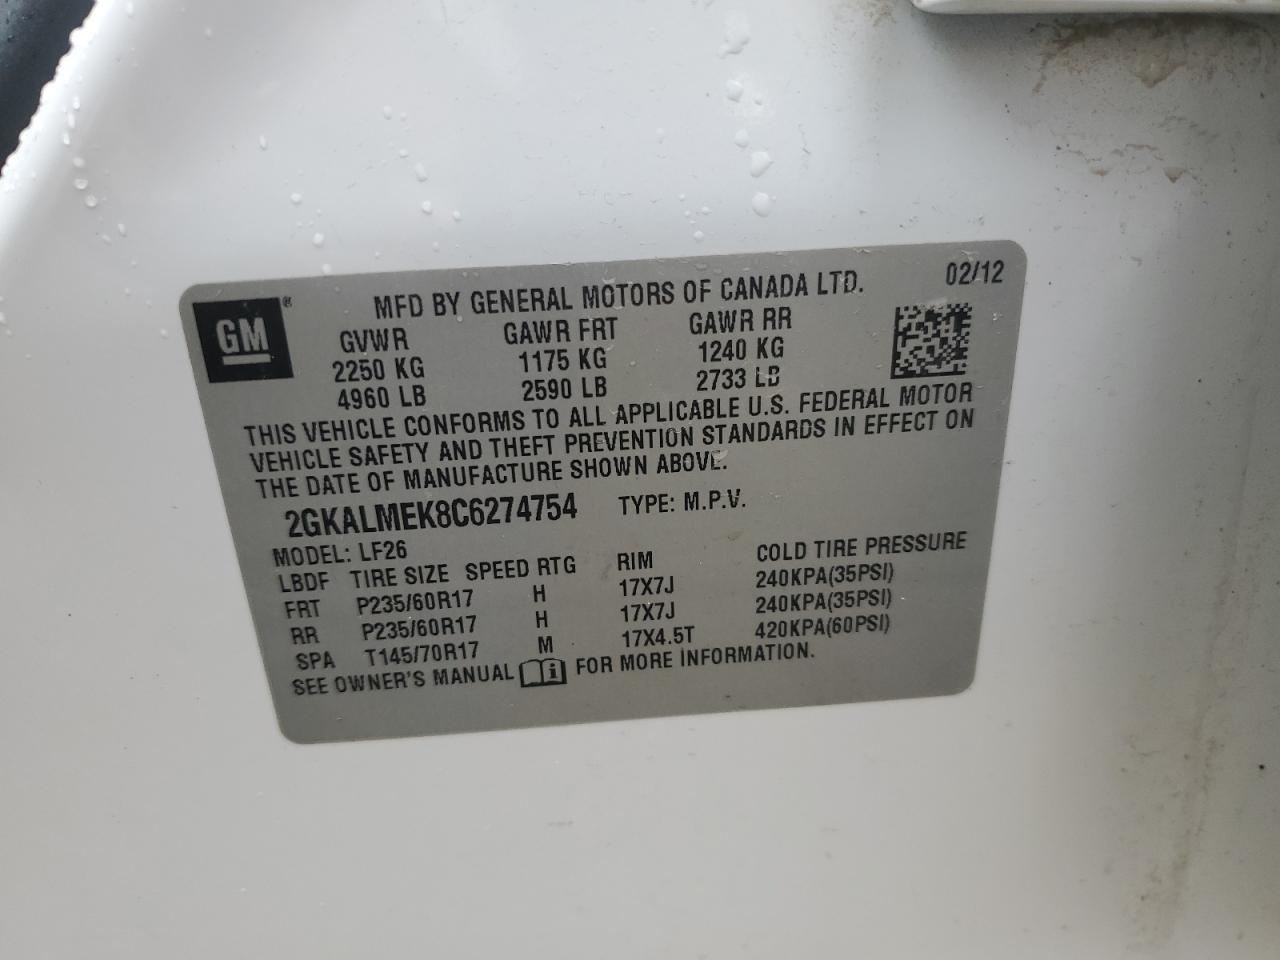 GM ®
MFD BY GENERAL MOTORS OF CANADA LTD. 02/12
GVWR GAWR FRT GAWR RR
2250 KG 1175 KG 1240 KG
4960 LB 2590 LB 2733 LB
THIS VEHICLE CONFORMS TO ALL APPLICABLE U.S. FEDERAL MOTOR
VEHICLE SAFETY AND THEFT PREVENTION STANDARDS IN EFFECT ON
THE DATE OF MANUFACTURE SHOWN ABOVE.
2GKALMEK8C6274754 TYPE: M.P.V.
MODEL: LF26
LBDF TIRE SIZE SPEED RTG RIM COLD TIRE PRESSURE
FRT P235/60R17 H 17X7J 240KPA(35PSI)
RR P235/60R17 H 17X7J 240KPA(35PSI)
SPA T145/70R17 M 17X4.5T 420KPA(60PSI)
SEE OWNER'S MANUAL i FOR MORE INFORMATION.